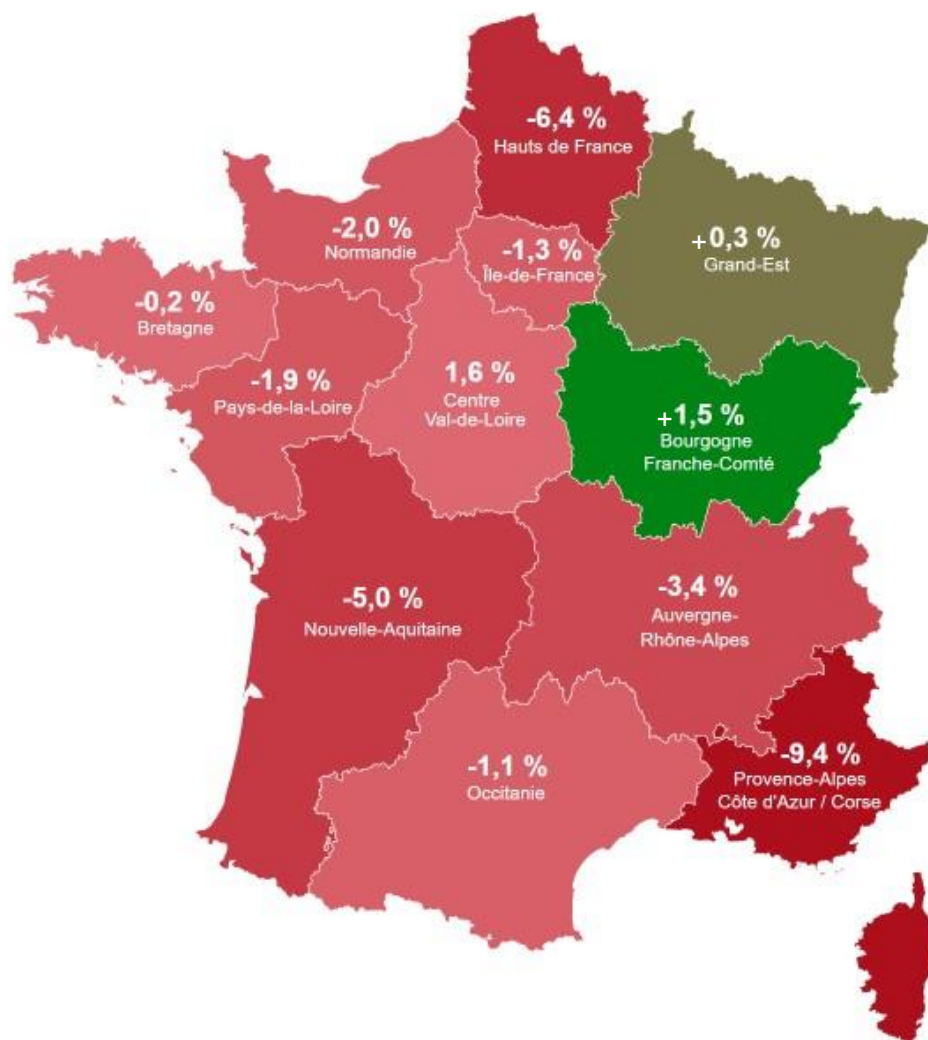 -6,4 %
Hauts de France
+0,3 %
Grand-Est
-2,0 %
Normandie
-1,3 %
Île-de-France
-0,2 %
Bretagne
-1,9 %
Pays-de-la-Loire
1,6 %
Centre
Val-de-Loire
+1,5 %
Bourgogne
Franche-Comté
-5,0 %
Nouvelle-Aquitaine
-3,4 %
Auvergne-
Rhône-Alpes
-1,1 %
Occitanie
-9,4 %
Provence-Alpes
Côte d'Azur / Corse